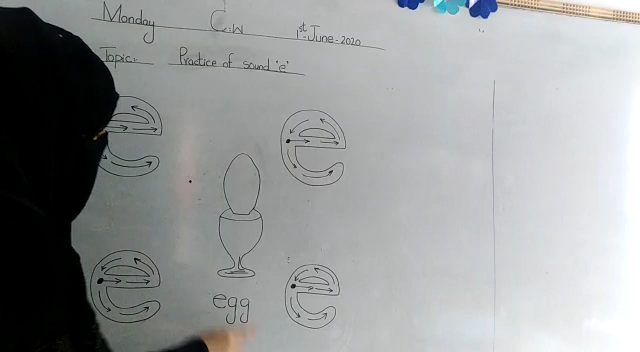 Monday C.W 1st-June-2020
Topic:- Practice of sound 'e'
e e
e e
egg